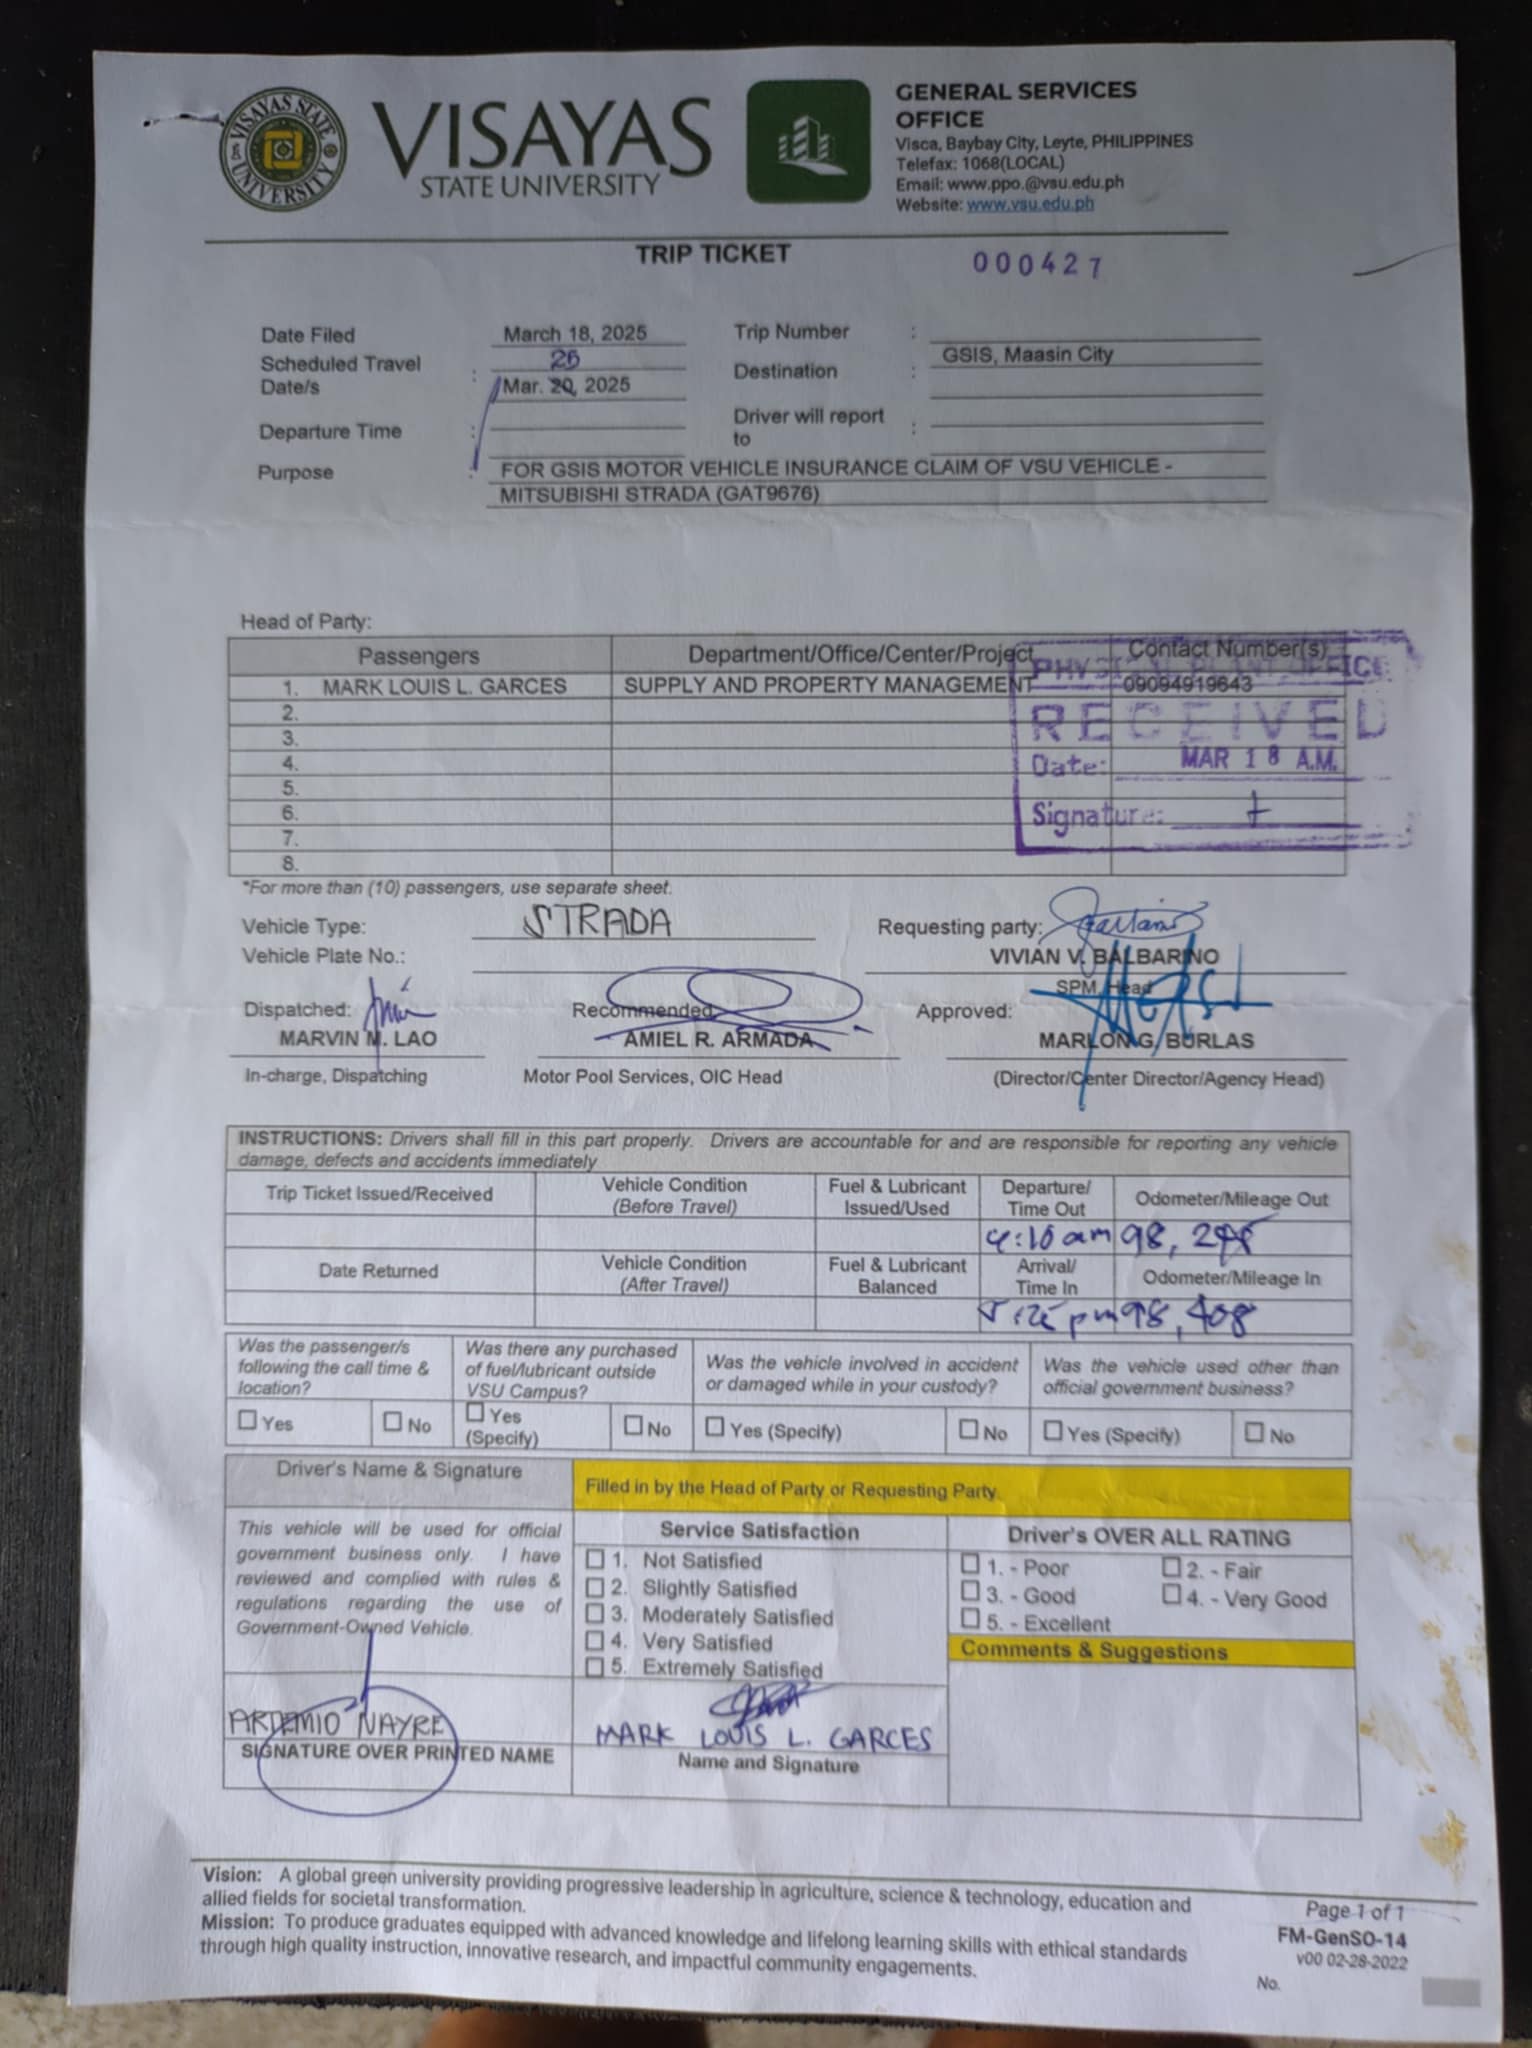 VISAYAS STATE UNIVERSITY
VISAYAS
STATE UNIVERSITY
GENERAL SERVICES
OFFICE
Visca, Baybay City, Leyte, PHILIPPINES
Telefax: 1068(LOCAL)
Email: www.ppo.@vsu.edu.ph
Website: www.vsu.edu.ph
TRIP TICKET
000427
Date Filed March 18, 2025 Trip Number :
Scheduled Travel Date/s : 25 Mar. 20, 2025 Destination : GSIS, Maasin City
Departure Time : Driver will report to :
Purpose : FOR GSIS MOTOR VEHICLE INSURANCE CLAIM OF VSU VEHICLE -
MITSUBISHI STRADA (GAT9676)
Head of Party:
Passengers Department/Office/Center/Project Contact Number(s)
1. MARK LOUIS L. GARCES SUPPLY AND PROPERTY MANAGEMENT 09094919643
2.
3.
4.
5.
6.
7.
8.
PHYSICAL PLANT OFFICE
RECEIVED
Date: MAR 18 A.M.
Signature:
*For more than (10) passengers, use separate sheet.
Vehicle Type: STRADA Requesting party:
Vehicle Plate No.: VIVIAN V. BALBARINO
SPM, Head
Dispatched: Recommended Approved:
MARVIN M. LAO AMIEL R. ARMADA MARLON G. BURLAS
In-charge, Dispatching Motor Pool Services, OIC Head (Director/Center Director/Agency Head)
INSTRUCTIONS: Drivers shall fill in this part properly. Drivers are accountable for and are responsible for reporting any vehicle
damage, defects and accidents immediately
Trip Ticket Issued/Received Vehicle Condition (Before Travel) Fuel & Lubricant Issued/Used Departure/ Time Out Odometer/Mileage Out
98,
Date Returned Vehicle Condition (After Travel) Fuel & Lubricant Balanced Arrival/ Time In Odometer/Mileage In
98,408
Was the passenger/s following the call time & location?
Was there any purchased of fuel/lubricant outside VSU Campus?
Was the vehicle involved in accident or damaged while in your custody?
Was the vehicle used other than official government business?
Yes No Yes (Specify) No Yes (Specify) No Yes (Specify) No
Driver's Name & Signature
Filled in by the Head of Party or Requesting Party
This vehicle will be used for official
government business only. I have
reviewed and complied with rules &
regulations regarding the use of
Government-Owned Vehicle.
Service Satisfaction
1. Not Satisfied
2. Slightly Satisfied
3. Moderately Satisfied
4. Very Satisfied
5. Extremely Satisfied
Driver's OVER ALL RATING
1. - Poor 2. - Fair
3. - Good 4. - Very Good
5. - Excellent
Comments & Suggestions
ARTEMIO NAYRE
SIGNATURE OVER PRINTED NAME
MARK LOUIS L. GARCES
Name and Signature
Vision: A global green university providing progressive leadership in agriculture, science & technology, education and
allied fields for societal transformation.
Mission: To produce graduates equipped with advanced knowledge and lifelong learning skills with ethical standards
through high quality instruction, innovative research, and impactful community engagements.
Page 1 of 1
FM-GenSO-14
v00 02-28-2022
No.